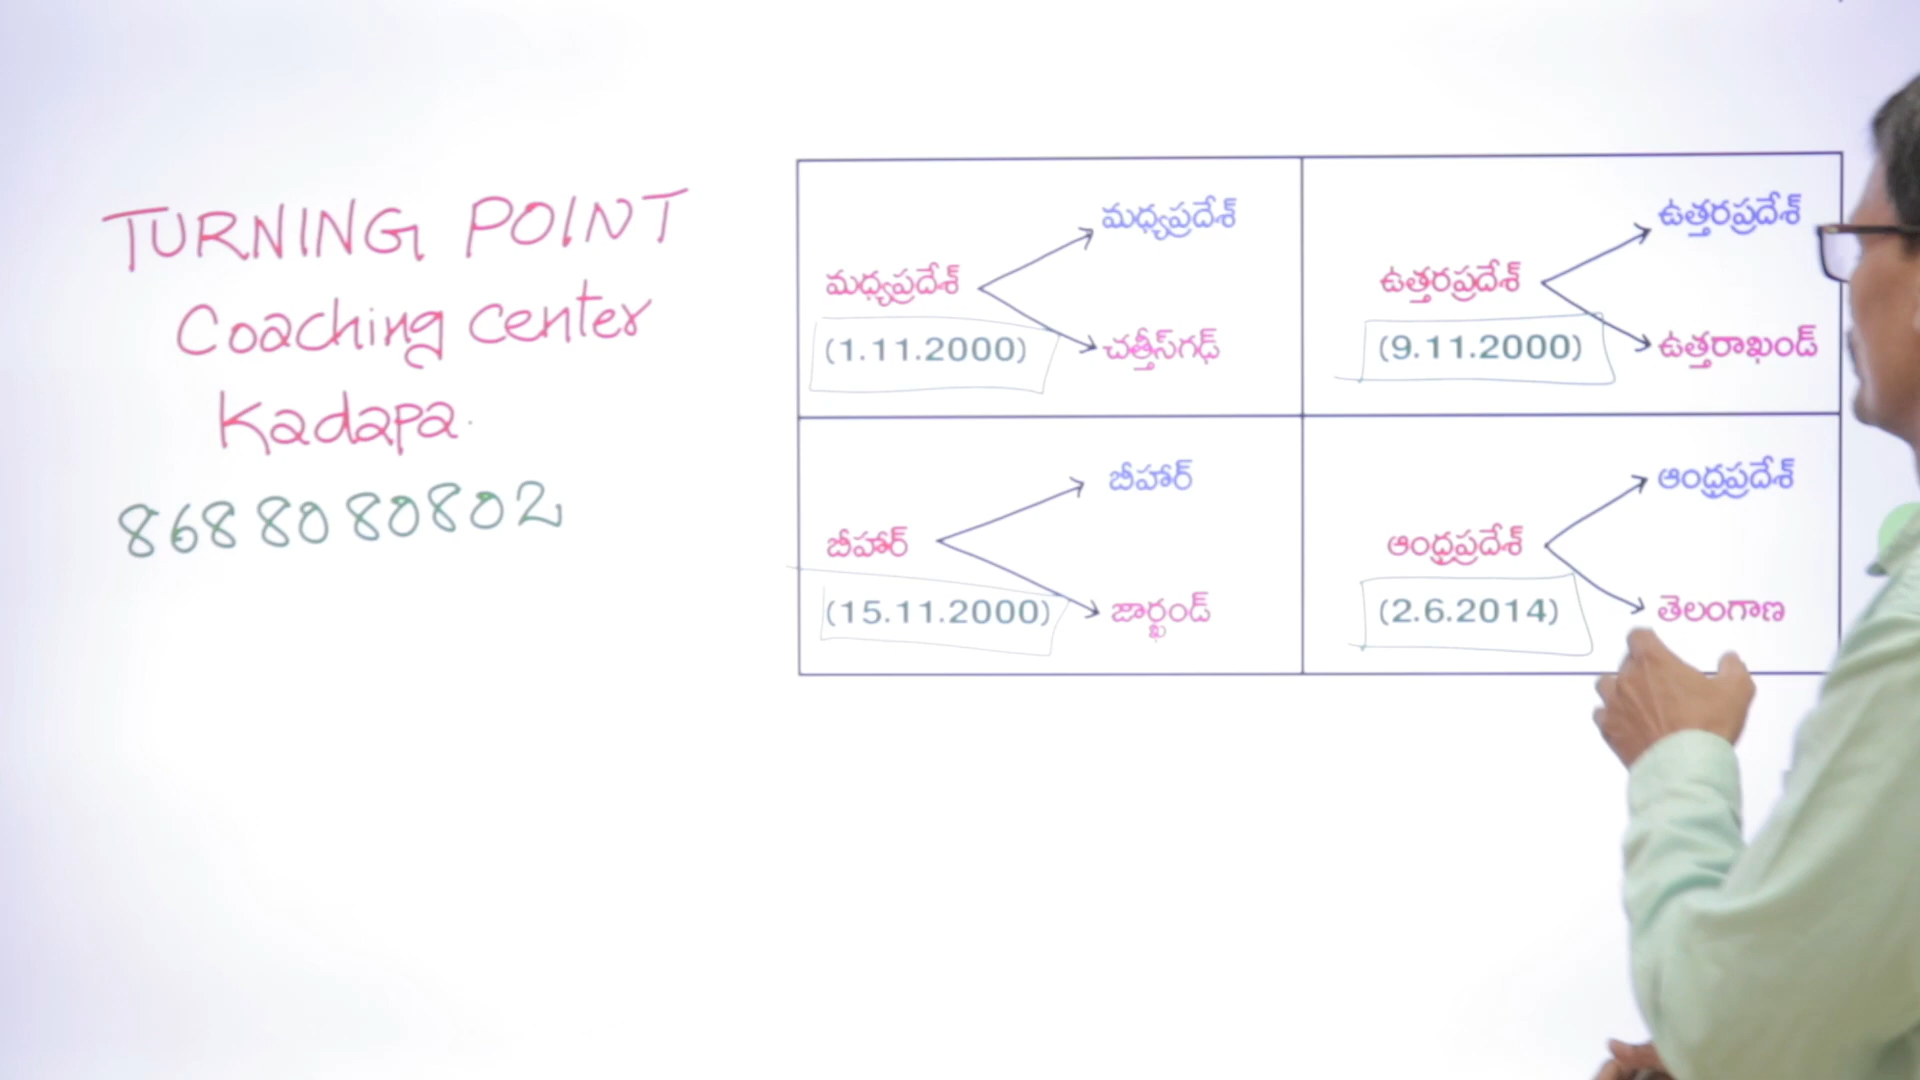 TURNING POINT
Coaching center
Kadapa.
8688080802
మధ్యప్రదేశ్
మధ్యప్రదేశ్
(1.11.2000)
చత్తీస్‌గఢ్
ఉత్తరప్రదేశ్
ఉత్తరప్రదేశ్
(9.11.2000)
ఉత్తరాఖండ్
బీహార్
బీహార్
(15.11.2000)
జార్ఖండ్
ఆంధ్రప్రదేశ్
ఆంధ్రప్రదేశ్
(2.6.2014)
తెలంగాణ